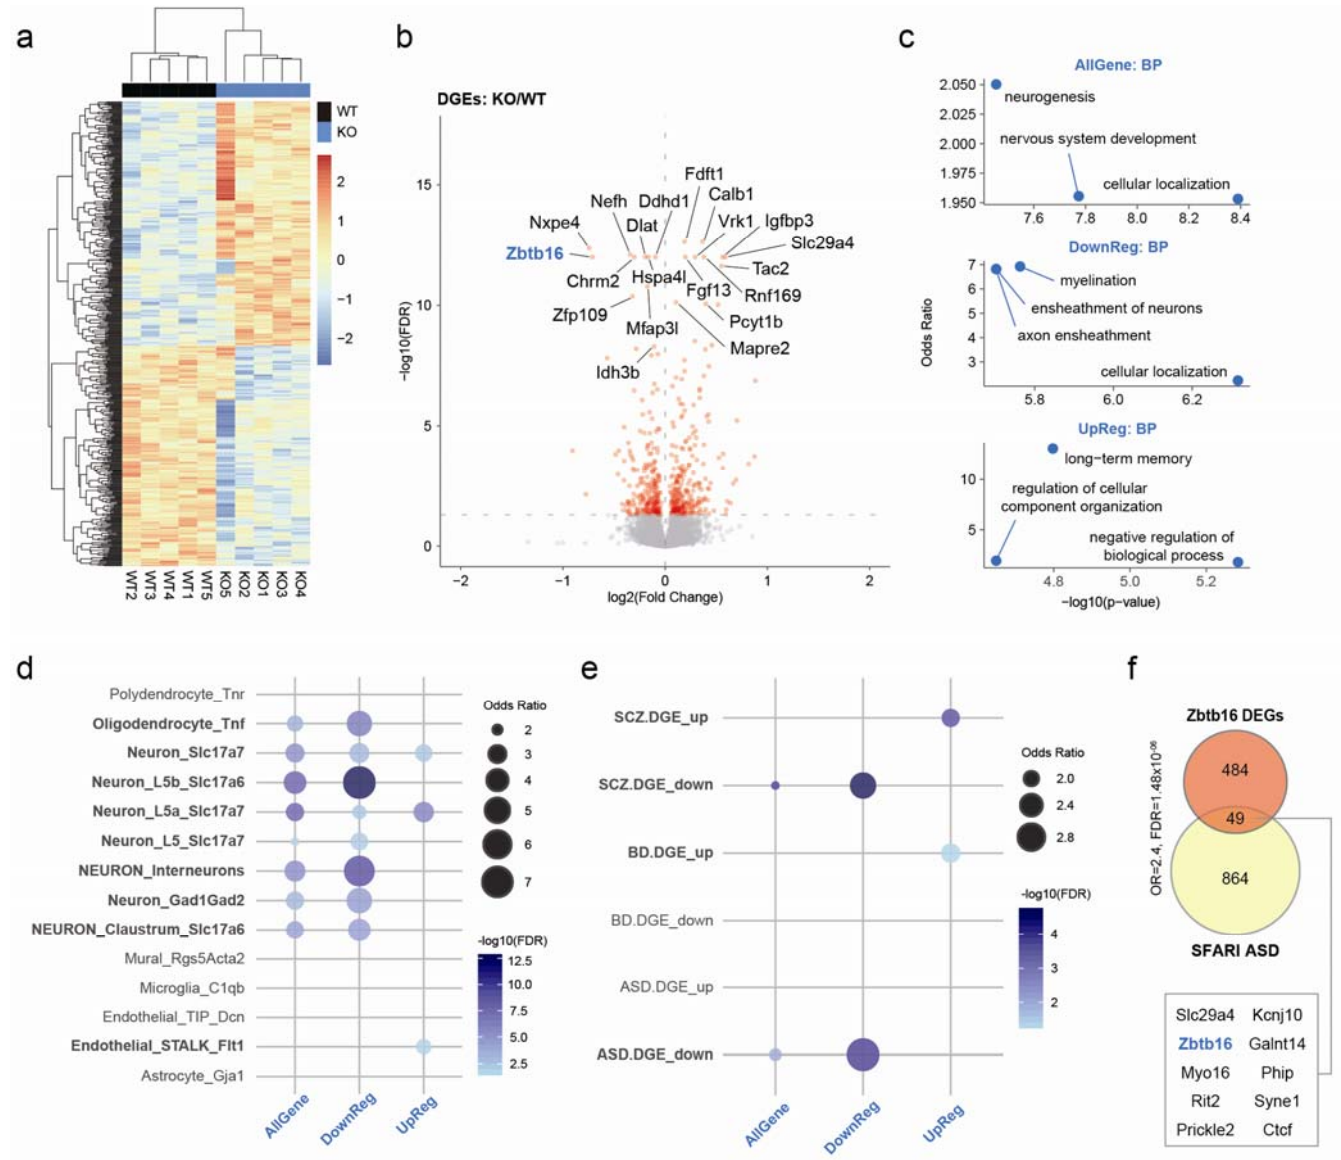 a
WT
KO
2
1
0
−1
−2
WT2
WT3
WT4
WT1
WT5
KO5
KO2
KO1
KO3
KO4
b
DGEs: KO/WT
−log10(FDR)
15
10
5
0
−2
−1
0
1
2
log2(Fold Change)
Fdft1
Nefh
Ddhd1
Calb1
Nxpe4
Dlat
Vrk1
Igfbp3
Zbtb16
Slc29a4
Chrm2
Hspa4l
Tac2
Fgf13
Rnf169
Zfp109
Mfap3l
Pcyt1b
Mapre2
Idh3b
c
AllGene: BP
2.050
2.025
2.000
1.975
1.950
neurogenesis
nervous system development
cellular localization
7.6
7.8
8.0
8.2
8.4
DownReg: BP
Odds Ratio
7
6
5
4
3
myelination
ensheathment of neurons
axon ensheathment
cellular localization
5.8
6.0
6.2
UpReg: BP
10
5
long−term memory
regulation of cellular
component organization
negative regulation of
biological process
4.8
5.0
5.2
−log10(p−value)
d
Polydendrocyte_Tnr
Oligodendrocyte_Tnf
Neuron_Slc17a7
Neuron_L5b_Slc17a6
Neuron_L5a_Slc17a7
Neuron_L5_Slc17a7
NEURON_Interneurons
Neuron_Gad1Gad2
NEURON_Claustrum_Slc17a6
Mural_Rgs5Acta2
Microglia_C1qb
Endothelial_TIP_Dcn
Endothelial_STALK_Flt1
Astrocyte_Gja1
AllGene
DownReg
UpReg
Odds Ratio
2
3
4
5
6
7
-log10(FDR)
12.5
10.0
7.5
5.0
2.5
e
SCZ.DGE_up
SCZ.DGE_down
BD.DGE_up
BD.DGE_down
ASD.DGE_up
ASD.DGE_down
AllGene
DownReg
UpReg
Odds Ratio
2.0
2.4
2.8
-log10(FDR)
4
3
2
f
Zbtb16 DEGs
484
49
864
OR=2.4, FDR=1.48x10-06
SFARI ASD
Slc29a4 Kcnj10
Zbtb16 Galnt14
Myo16 Phip
Rit2 Syne1
Prickle2 Ctcf